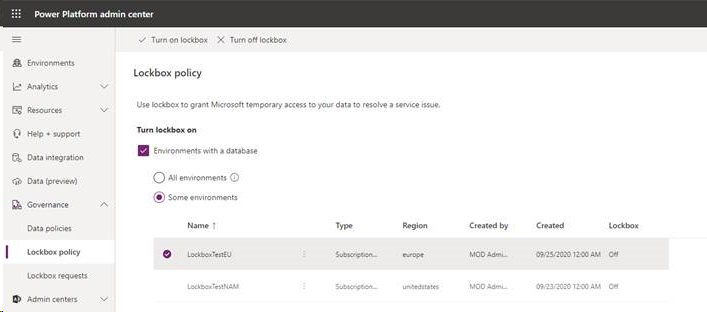 Power Platform admin center
Turn on lockbox Turn off lockbox
Environments
Analytics
Resources
Help + support
Data integration
Data (preview)
Governance
Data policies
Lockbox policy
Lockbox requests
Admin centers
Lockbox policy
Use lockbox to grant Microsoft temporary access to your data to resolve a service issue.
Turn lockbox on
Environments with a database
All environments
Some environments
Name ↑ Type Region Created by Created Lockbox
LockboxTestEU Subscription... europe MOD Admi... 09/25/2020 12:00 AM Off
LockboxTestNAM Subscription... unitedstates MOD Admi... 09/23/2020 12:00 AM Off